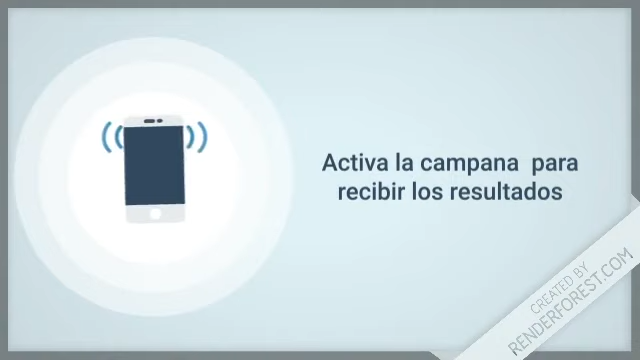 Activa la campana  para
recibir los resultados
CREATED BY
RENDERFOREST.COM